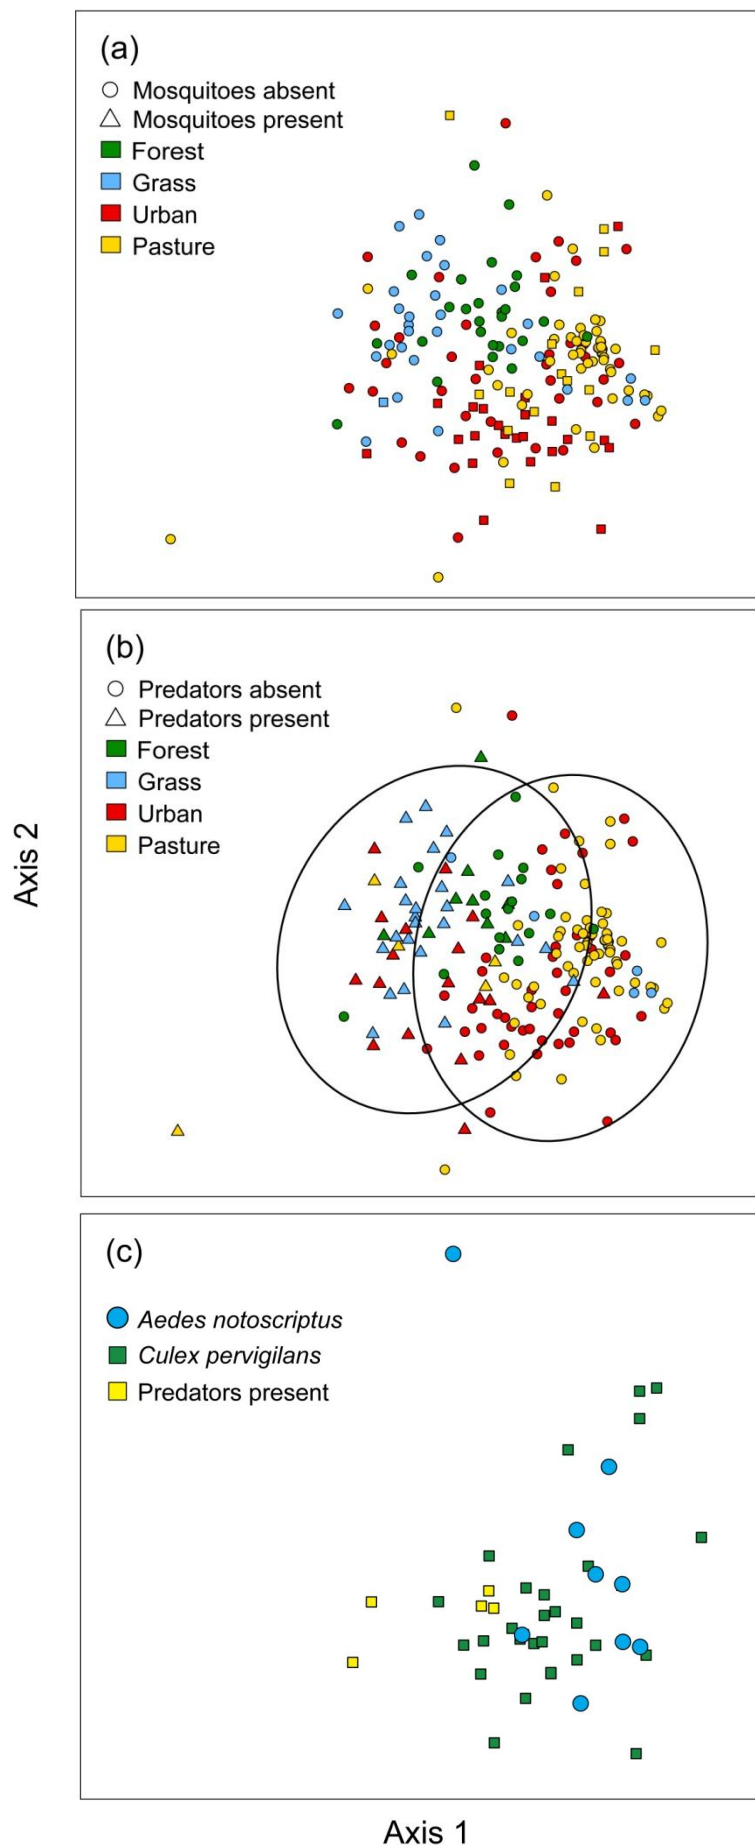 (a)
Mosquitoes absent
Mosquitoes present
Forest
Grass
Urban
Pasture
(b)
Predators absent
Predators present
Forest
Grass
Urban
Pasture
Axis 2
(c)
Aedes notoscriptus
Culex pervigilans
Predators present
Axis 1